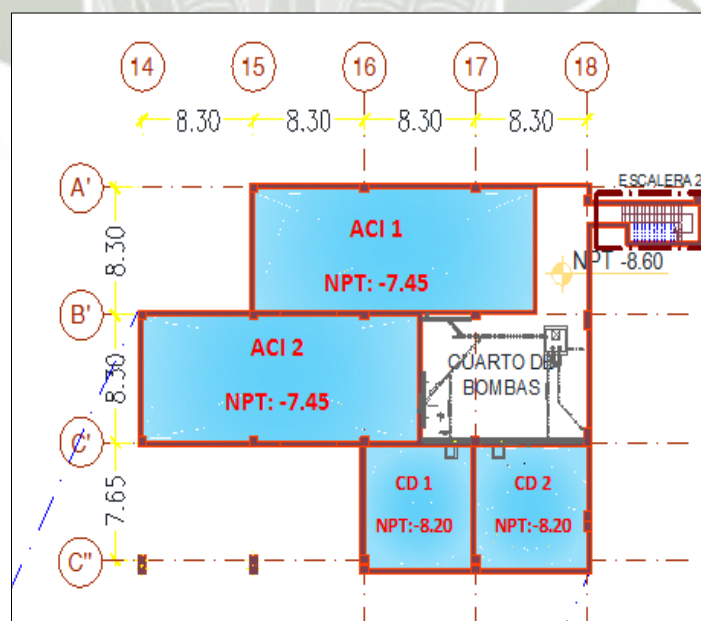 14 15 16 17 18
8.30 8.30 8.30 8.30
A'
ESCALERA 2
ACI 1
8.30
NPT -8.60
NPT: -7.45
B'
ACI 2
8.30
CUARTO DE
BOMBAS
NPT: -7.45
C'
7.65
CD 1 CD 2
NPT:-8.20 NPT:-8.20
C"